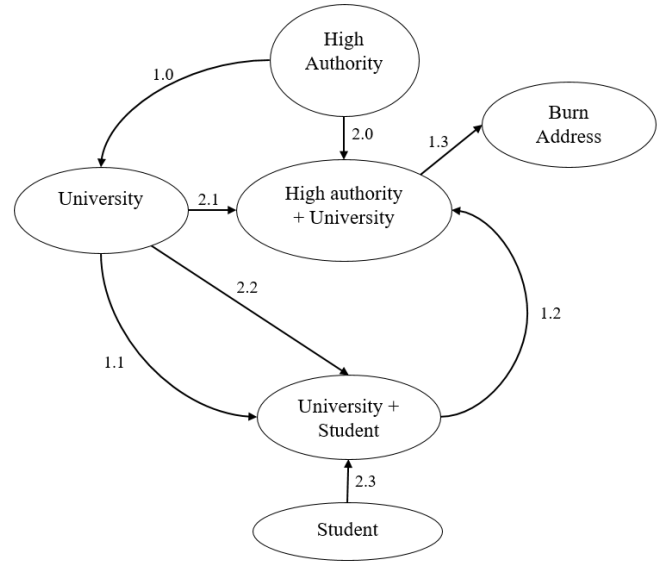 High
Authority
1.0
2.0
1.3
Burn
Address
University
2.1
High authority
+ University
2.2
1.2
1.1
University +
Student
2.3
Student